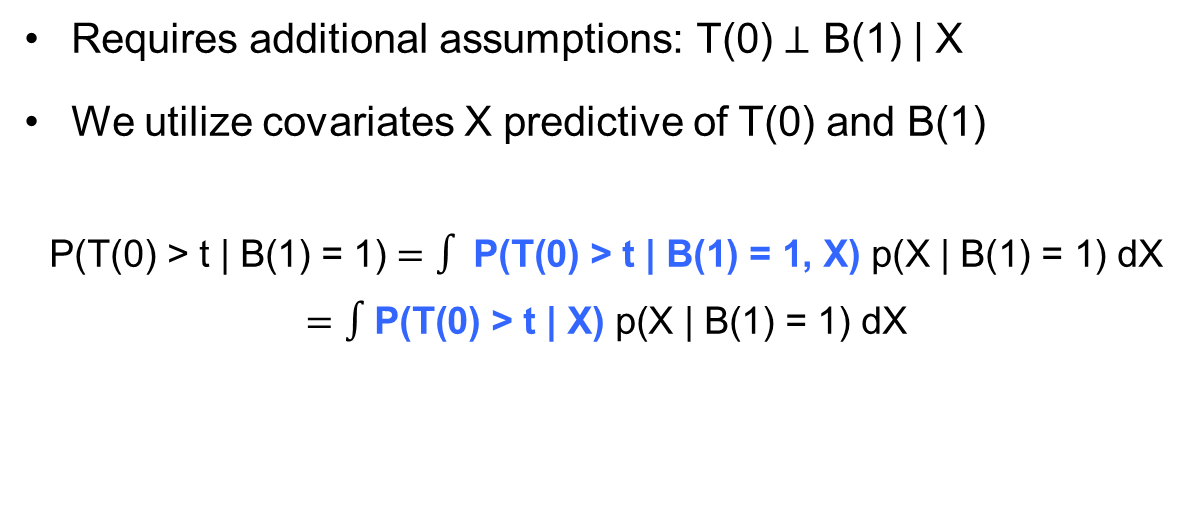 • Requires additional assumptions: T(0) ⊥ B(1) | X
• We utilize covariates X predictive of T(0) and B(1)
P(T(0) > t | B(1) = 1) = ∫ P(T(0) > t | B(1) = 1, X) p(X | B(1) = 1) dX
= ∫ P(T(0) > t | X) p(X | B(1) = 1) dX